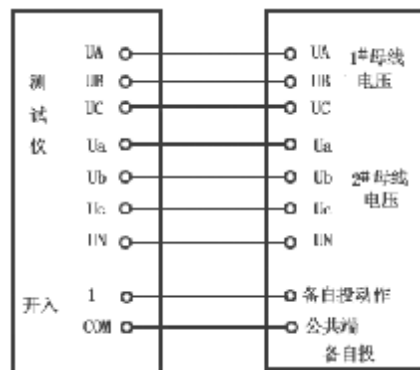 UA UA 1#母线
UB UB 电压
测 UC UC
试
仪 Ua Ua
Ub Ub 2#母线
Uc Uc 电压
UN UN
开入 1 备自投动作
COM 公共端
备自投